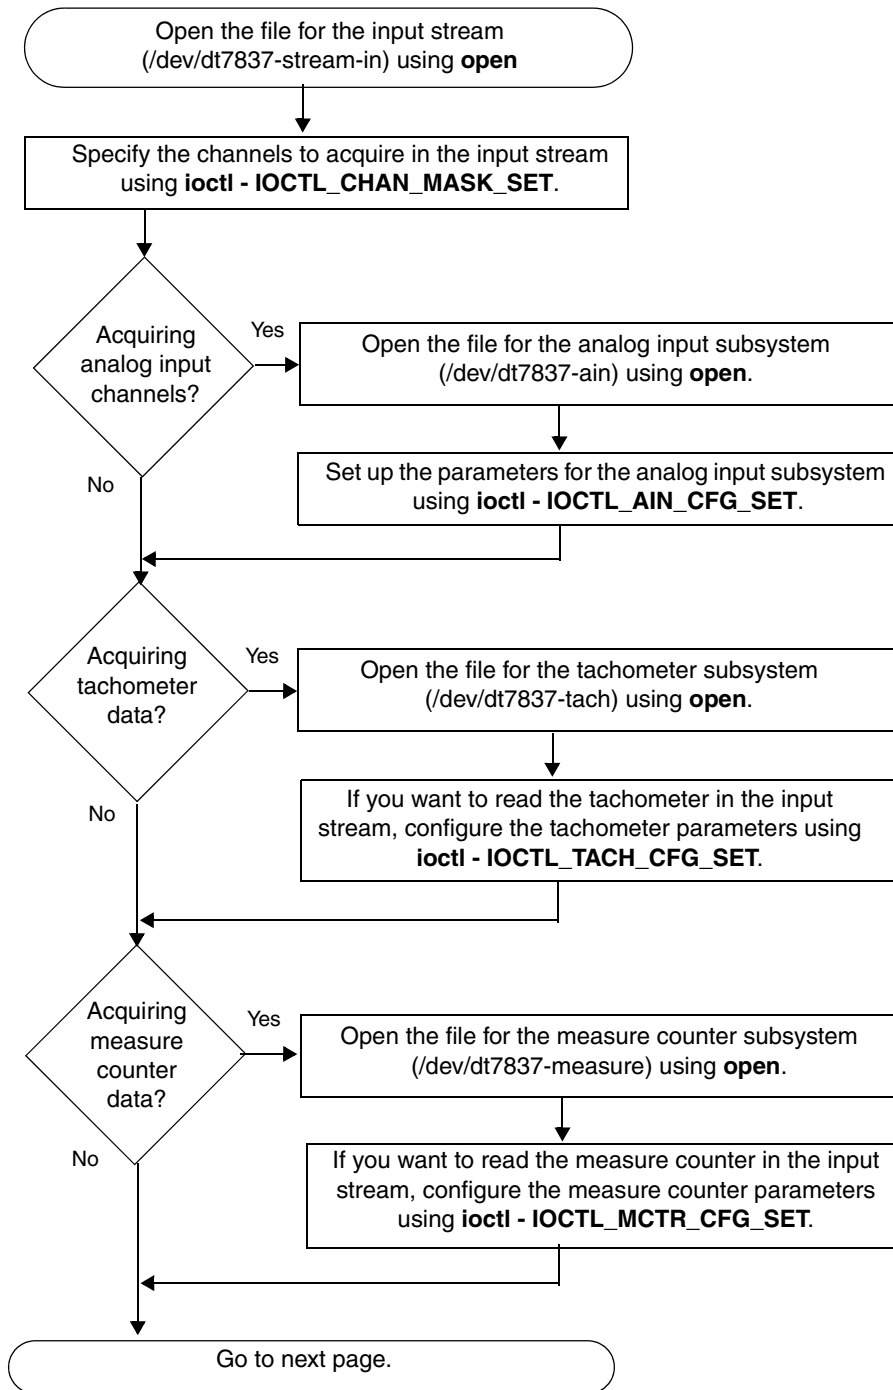 Open the file for the input stream
(/dev/dt7837-stream-in) using open
Specify the channels to acquire in the input stream
using ioctl - IOCTL_CHAN_MASK_SET.
Acquiring
analog input
channels?
Yes
Open the file for the analog input subsystem
(/dev/dt7837-ain) using open.
No
Set up the parameters for the analog input subsystem
using ioctl - IOCTL_AIN_CFG_SET.
Acquiring
tachometer
data?
Yes
Open the file for the tachometer subsystem
(/dev/dt7837-tach) using open.
No
If you want to read the tachometer in the input
stream, configure the tachometer parameters using
ioctl - IOCTL_TACH_CFG_SET.
Acquiring
measure
counter
data?
Yes
Open the file for the measure counter subsystem
(/dev/dt7837-measure) using open.
No
If you want to read the measure counter in the input
stream, configure the measure counter parameters
using ioctl - IOCTL_MCTR_CFG_SET.
Go to next page.